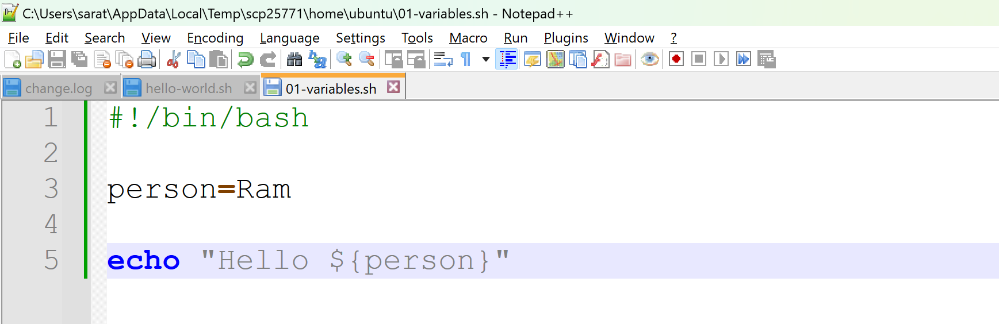 C:\Users\sarat\AppData\Local\Temp\scp25771\home\ubuntu\01-variables.sh - Notepad++
File Edit Search View Encoding Language Settings Tools Macro Run Plugins Window ?
change.log hello-world.sh 01-variables.sh
1 #!/bin/bash
2
3 person=Ram
4
5 echo "Hello ${person}"